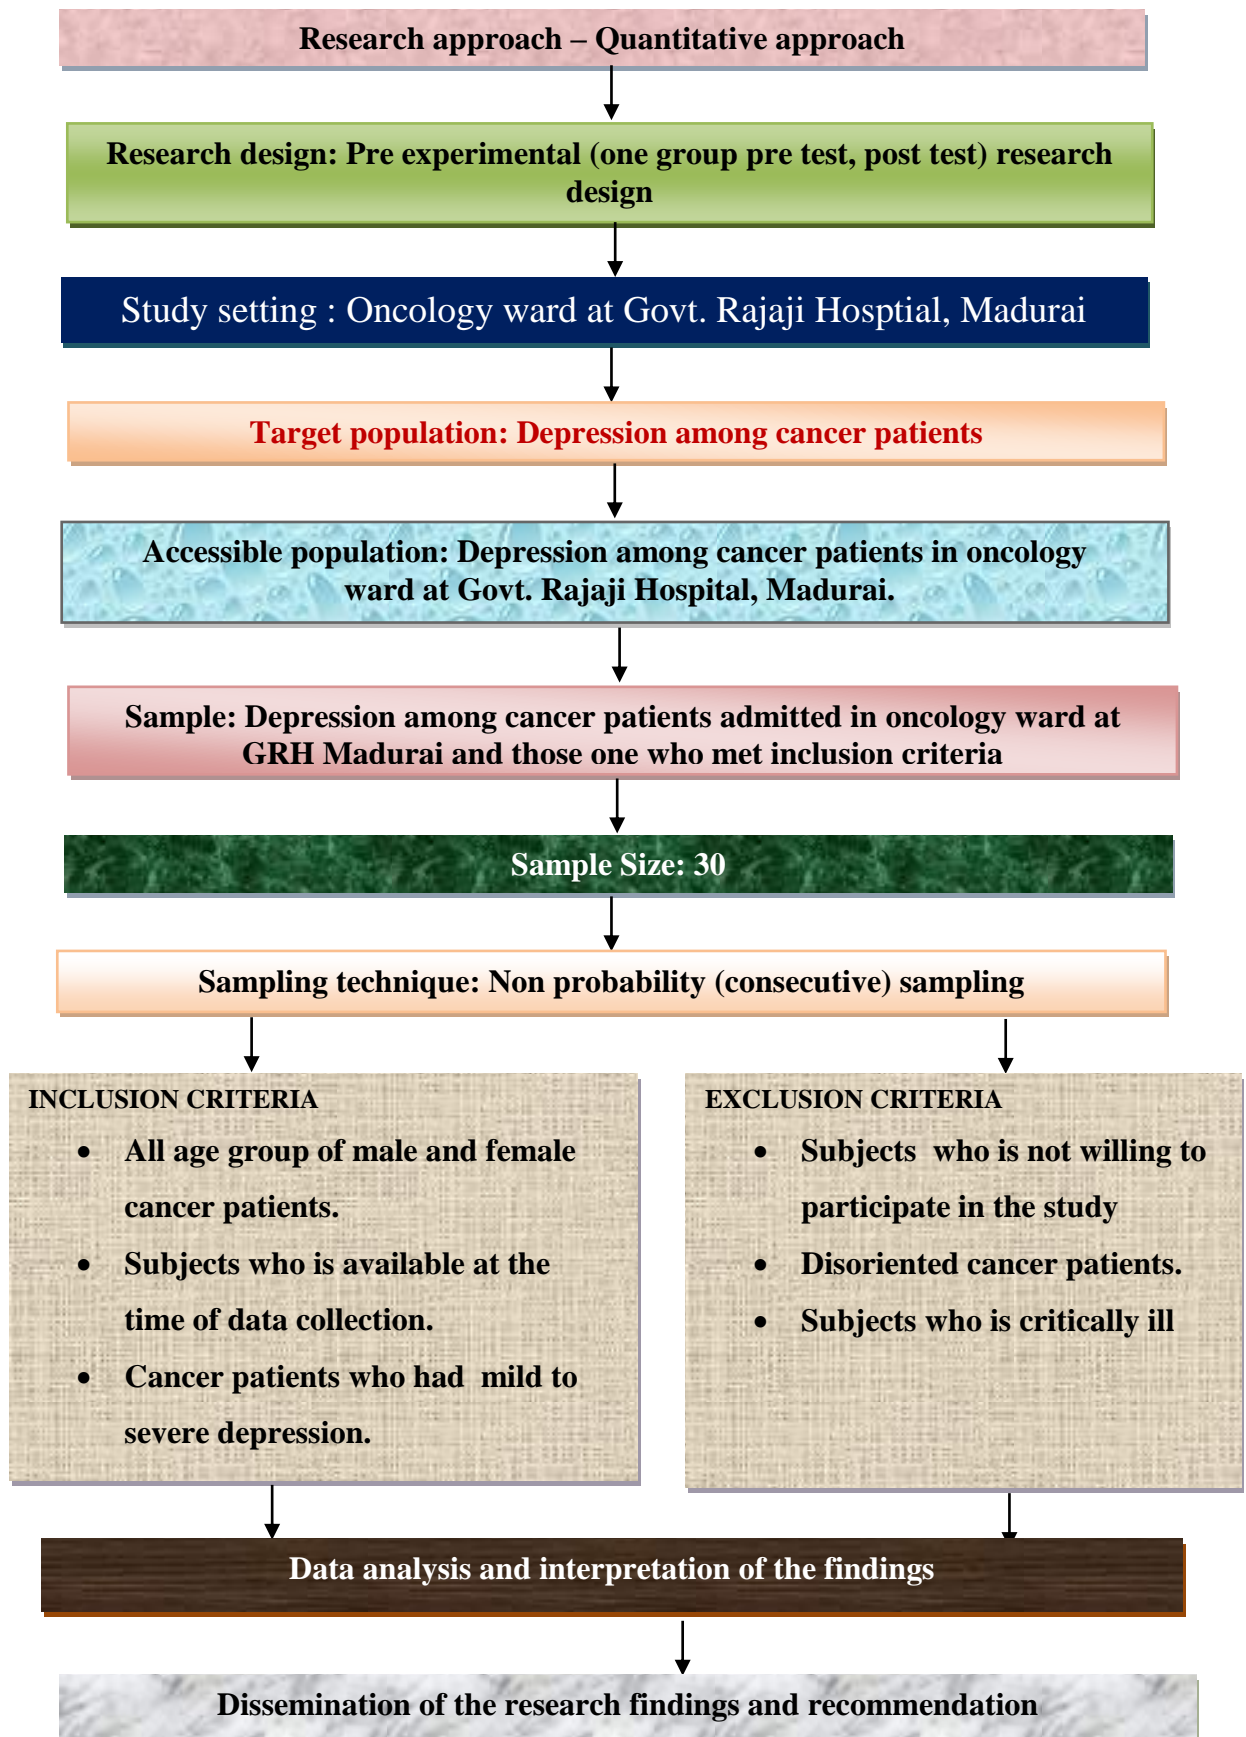 Research approach – Quantitative approach
Research design: Pre experimental (one group pre test, post test) research
design
Study setting : Oncology ward at Govt. Rajaji Hosptial, Madurai
Target population: Depression among cancer patients
Accessible population: Depression among cancer patients in oncology
ward at Govt. Rajaji Hospital, Madurai.
Sample: Depression among cancer patients admitted in oncology ward at
GRH Madurai and those one who met inclusion criteria
Sample Size: 30
Sampling technique: Non probability (consecutive) sampling
INCLUSION CRITERIA
• All age group of male and female
cancer patients.
• Subjects who is available at the
time of data collection.
• Cancer patients who had mild to
severe depression.
EXCLUSION CRITERIA
• Subjects who is not willing to
participate in the study
• Disoriented cancer patients.
• Subjects who is critically ill
Data analysis and interpretation of the findings
Dissemination of the research findings and recommendation